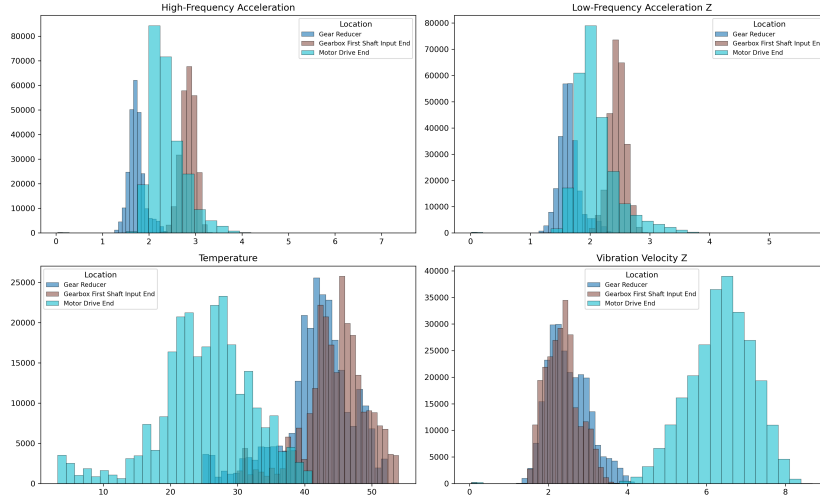 High-Frequency Acceleration
Location
Gear Reducer
Gearbox First Shaft Input End
Motor Drive End
80000
70000
60000
50000
40000
30000
20000
10000
0
0 1 2 3 4 5 6 7
Low-Frequency Acceleration Z
Location
Gear Reducer
Gearbox First Shaft Input En
Motor Drive End
80000
70000
60000
50000
40000
30000
20000
10000
0
0 1 2 3 4 5
Temperature
Location
Gear Reducer
Gearbox First Shaft Input End
Motor Drive End
25000
20000
15000
10000
5000
0
10 20 30 40 50
Vibration Velocity Z
Location
Gear Reducer
Gearbox First Shaft Input End
Motor Drive End
40000
35000
30000
25000
20000
15000
10000
5000
0
0 2 4 6 8